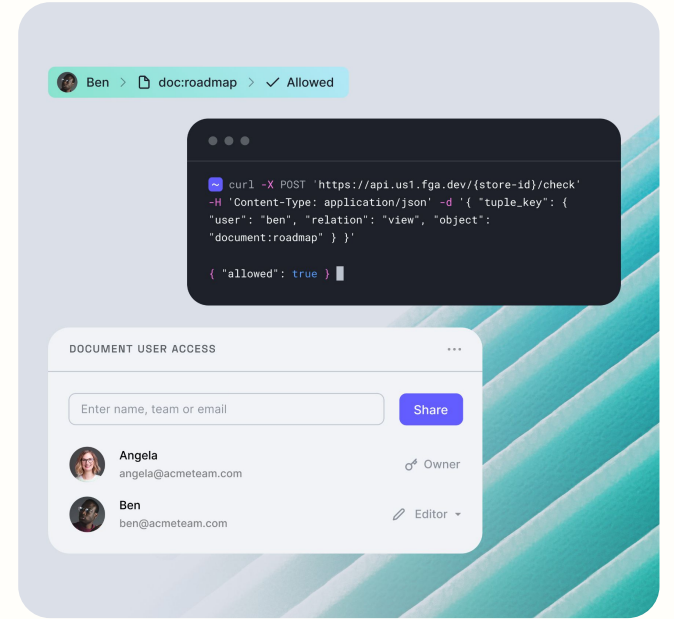 Ben > doc:roadmap > Allowed
~ curl -X POST 'https://api.us1.fga.dev/{store-id}/check'
-H 'Content-Type: application/json' -d '{ "tuple_key": {
"user": "ben", "relation": "view", "object":
"document:roadmap" } }'
{ "allowed": true }
DOCUMENT USER ACCESS
Enter name, team or email
Share
Angela
angela@acmeteam.com
Owner
Ben
ben@acmeteam.com
Editor